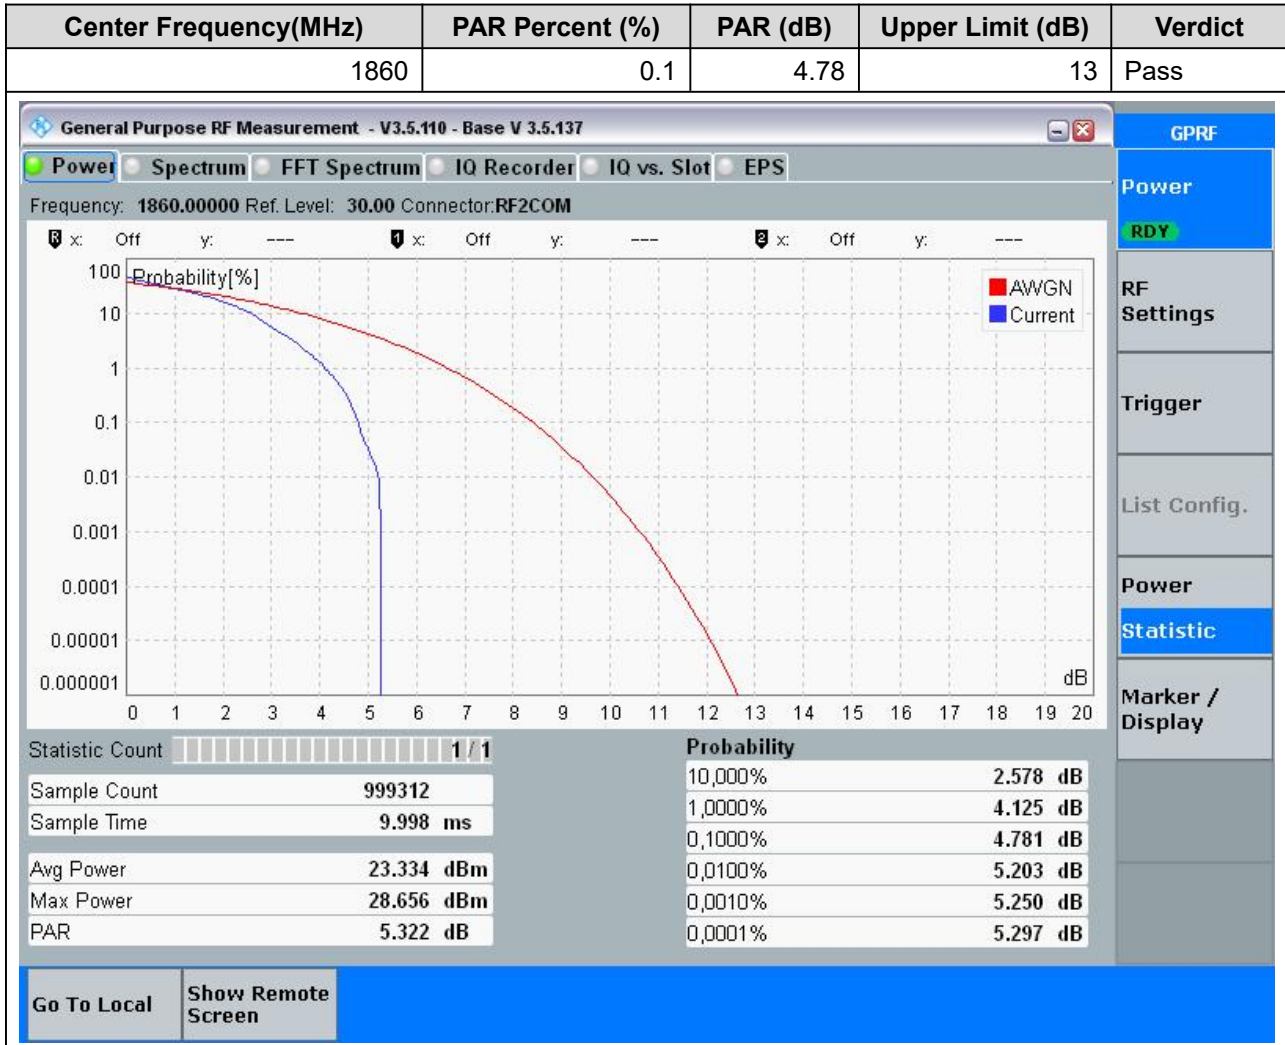 Center Frequency(MHz) PAR Percent (%) PAR (dB) Upper Limit (dB) Verdict
1860 0.1 4.78 13 Pass
General Purpose RF Measurement - V3.5.110 - Base V 3.5.137
GPRF
Power Spectrum FFT Spectrum IQ Recorder IQ vs. Slot EPS
Power
RDY
Frequency: 1860.00000 Ref. Level: 30.00 Connector:RF2COM
R x: Off y: --- 1 x: Off y: --- 2 x: Off y: ---
Probability[%]
AWGN
Current
100
10
1
0.1
0.01
0.001
0.0001
0.00001
0.000001
dB
0 1 2 3 4 5 6 7 8 9 10 11 12 13 14 15 16 17 18 19 20
RF
Settings
Trigger
List Config.
Power
Statistic
Marker /
Display
Statistic Count 1 / 1
Sample Count 999312
Sample Time 9.998 ms
Avg Power 23.334 dBm
Max Power 28.656 dBm
PAR 5.322 dB
Probability
10,000% 2.578 dB
1,0000% 4.125 dB
0,1000% 4.781 dB
0,0100% 5.203 dB
0,0010% 5.250 dB
0,0001% 5.297 dB
Go To Local
Show Remote
Screen